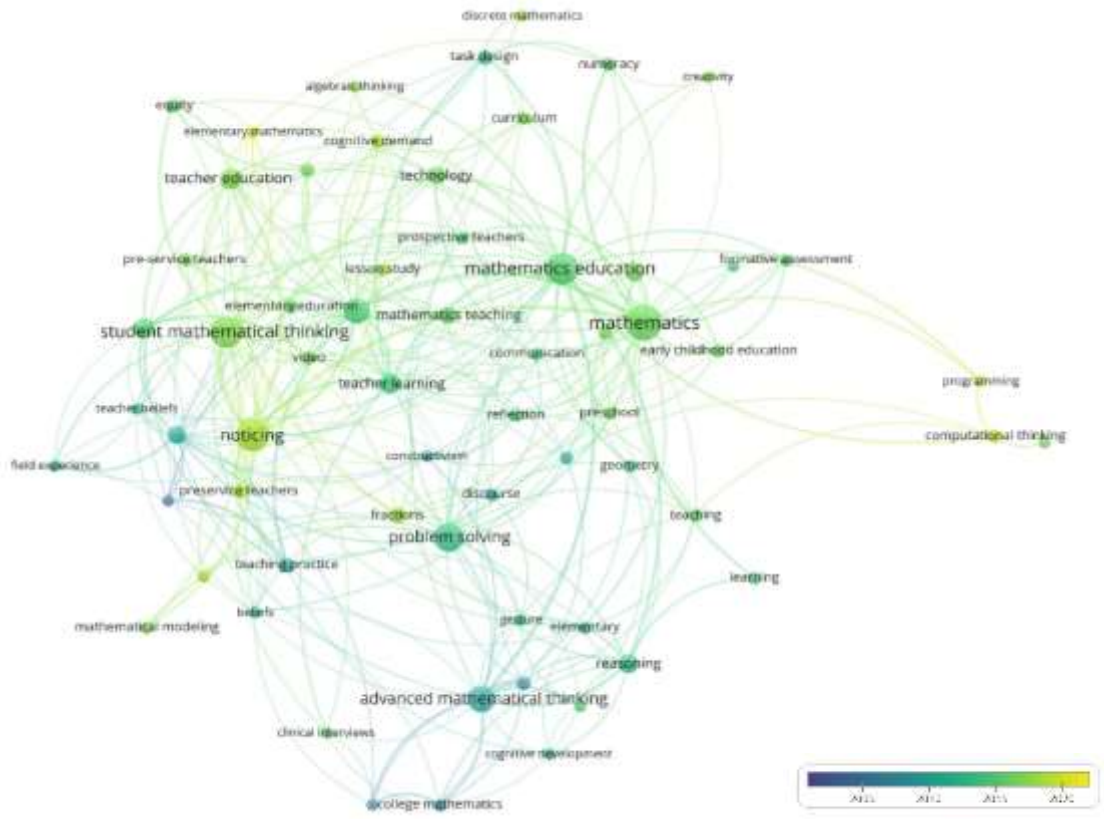 discrete mathematics
task design
numeracy
creativity
algebraic thinking
equity
curriculum
elementary mathematics
cognitive demand
teacher education
technology
prospective teachers
pre-service teachers
lesson study
mathematics education
formative assessment
elementary education
mathematics teaching
student mathematical thinking
mathematics
video
communication
early childhood education
teacher learning
programming
teacher beliefs
reflection
preschool
noticing
computational thinking
constructivism
field experience
geometry
preservice teachers
discourse
fractions
teaching
problem solving
teaching practice
learning
beliefs
gesture
elementary
mathematical modeling
reasoning
advanced mathematical thinking
clinical interviews
cognitive development
college mathematics
2010
2015
2020